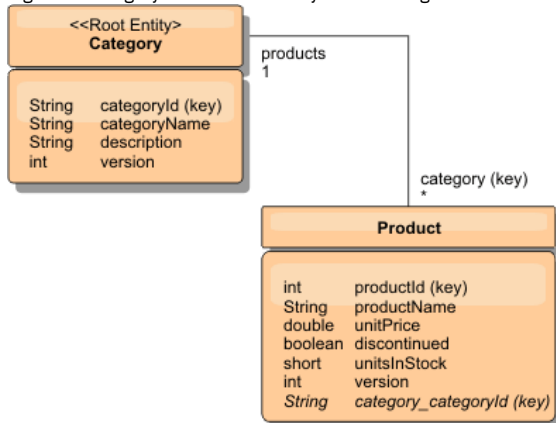 <<Root Entity>>
Category
String categoryId (key)
String categoryName
String description
int version
products
1
category (key)
*
Product
int productId (key)
String productName
double unitPrice
boolean discontinued
short unitsInStock
int version
String category_categoryId (key)